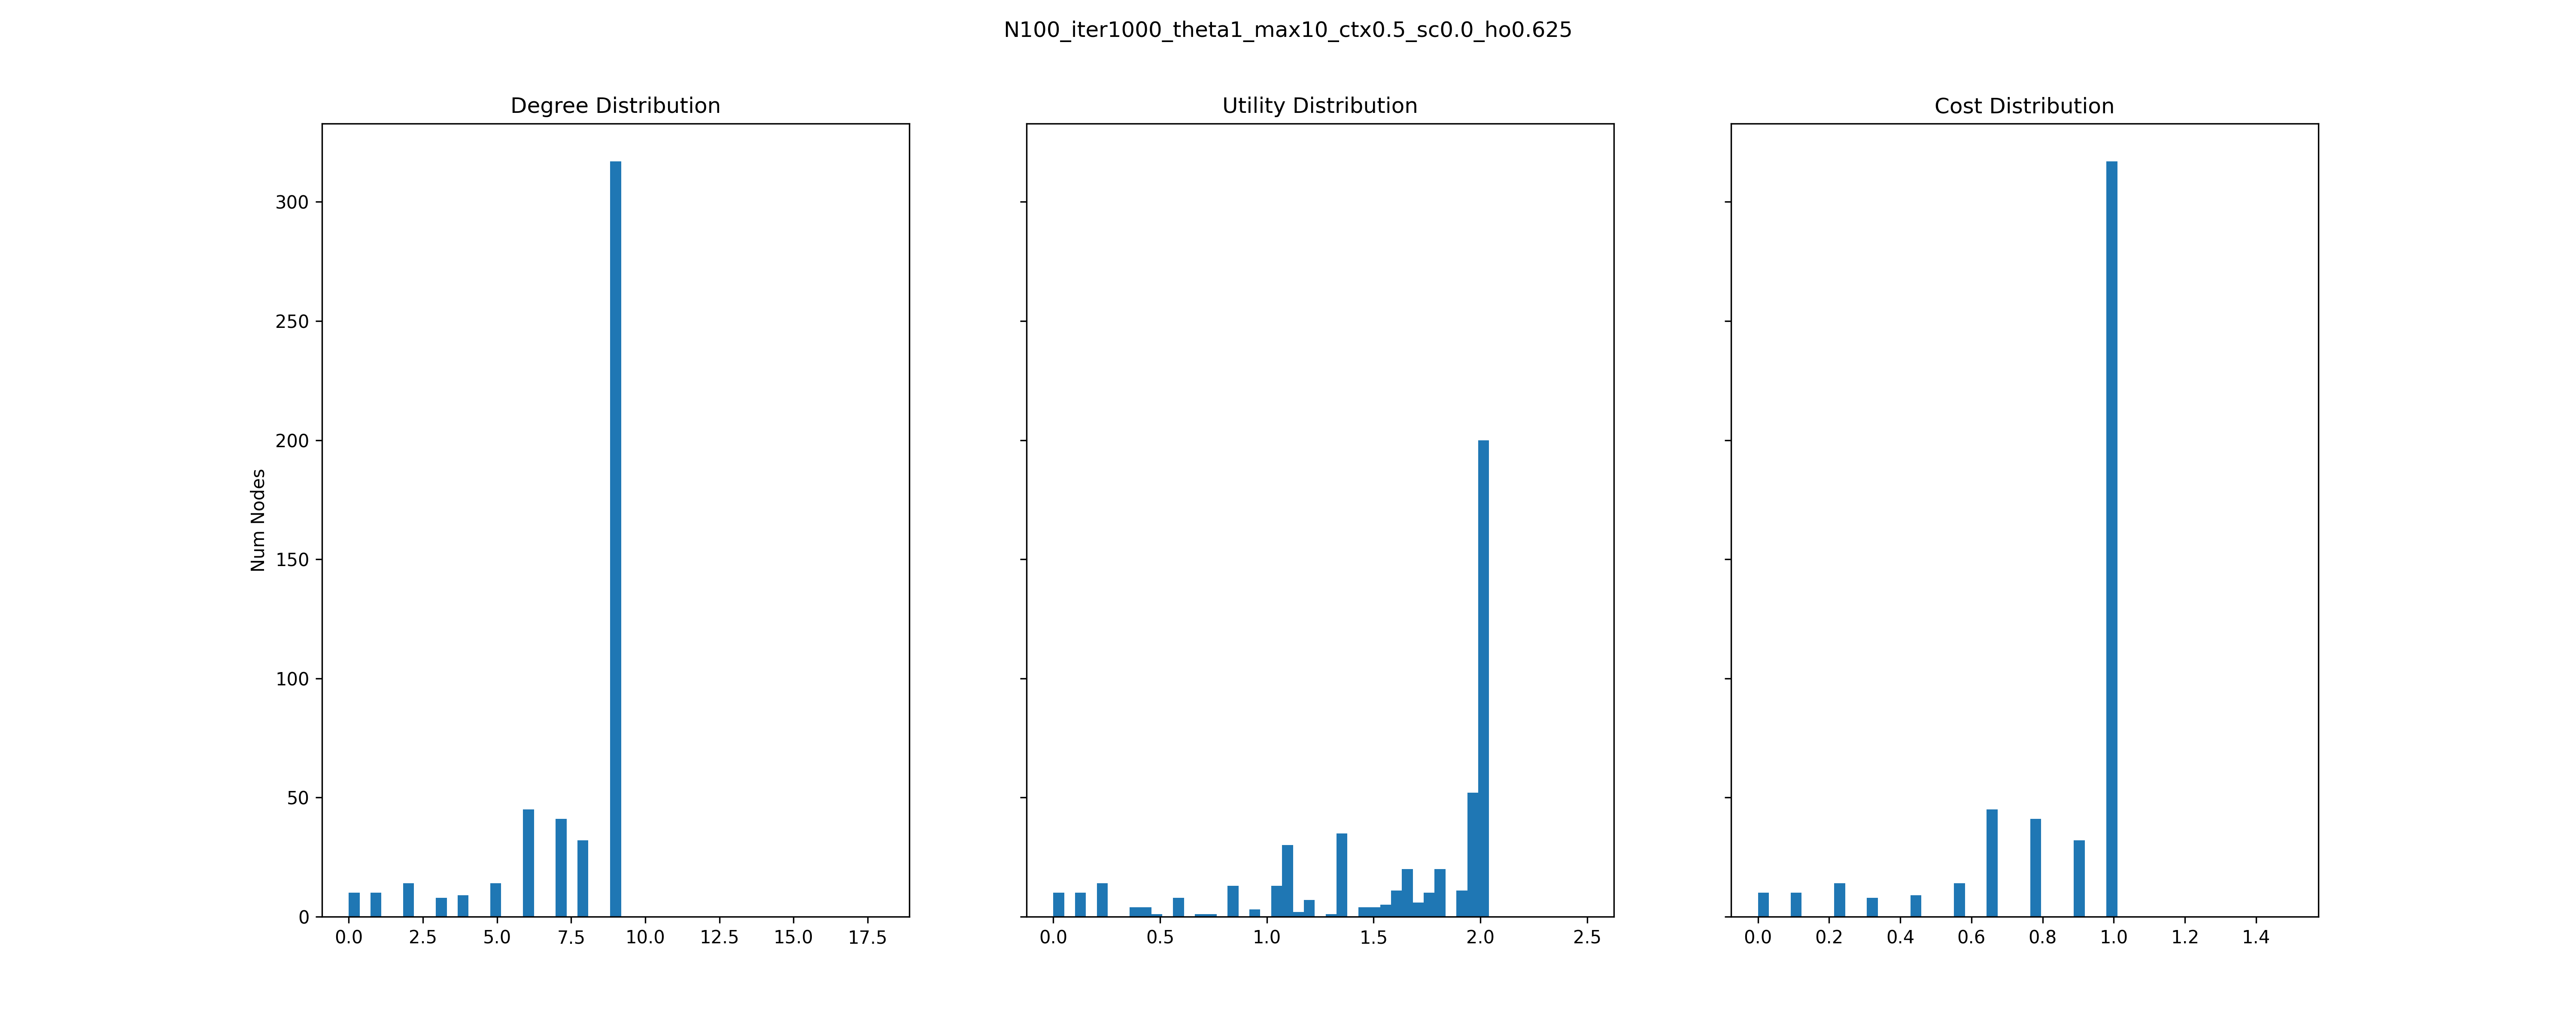 N100_iter1000_theta1_max10_ctx0.5_sc0.0_ho0.625
Degree Distribution
Utility Distribution
Cost Distribution
Num Nodes
300
250
200
150
100
50
0
0.0 2.5 5.0 7.5 10.0 12.5 15.0 17.5
0.0 0.5 1.0 1.5 2.0 2.5
0.0 0.2 0.4 0.6 0.8 1.0 1.2 1.4